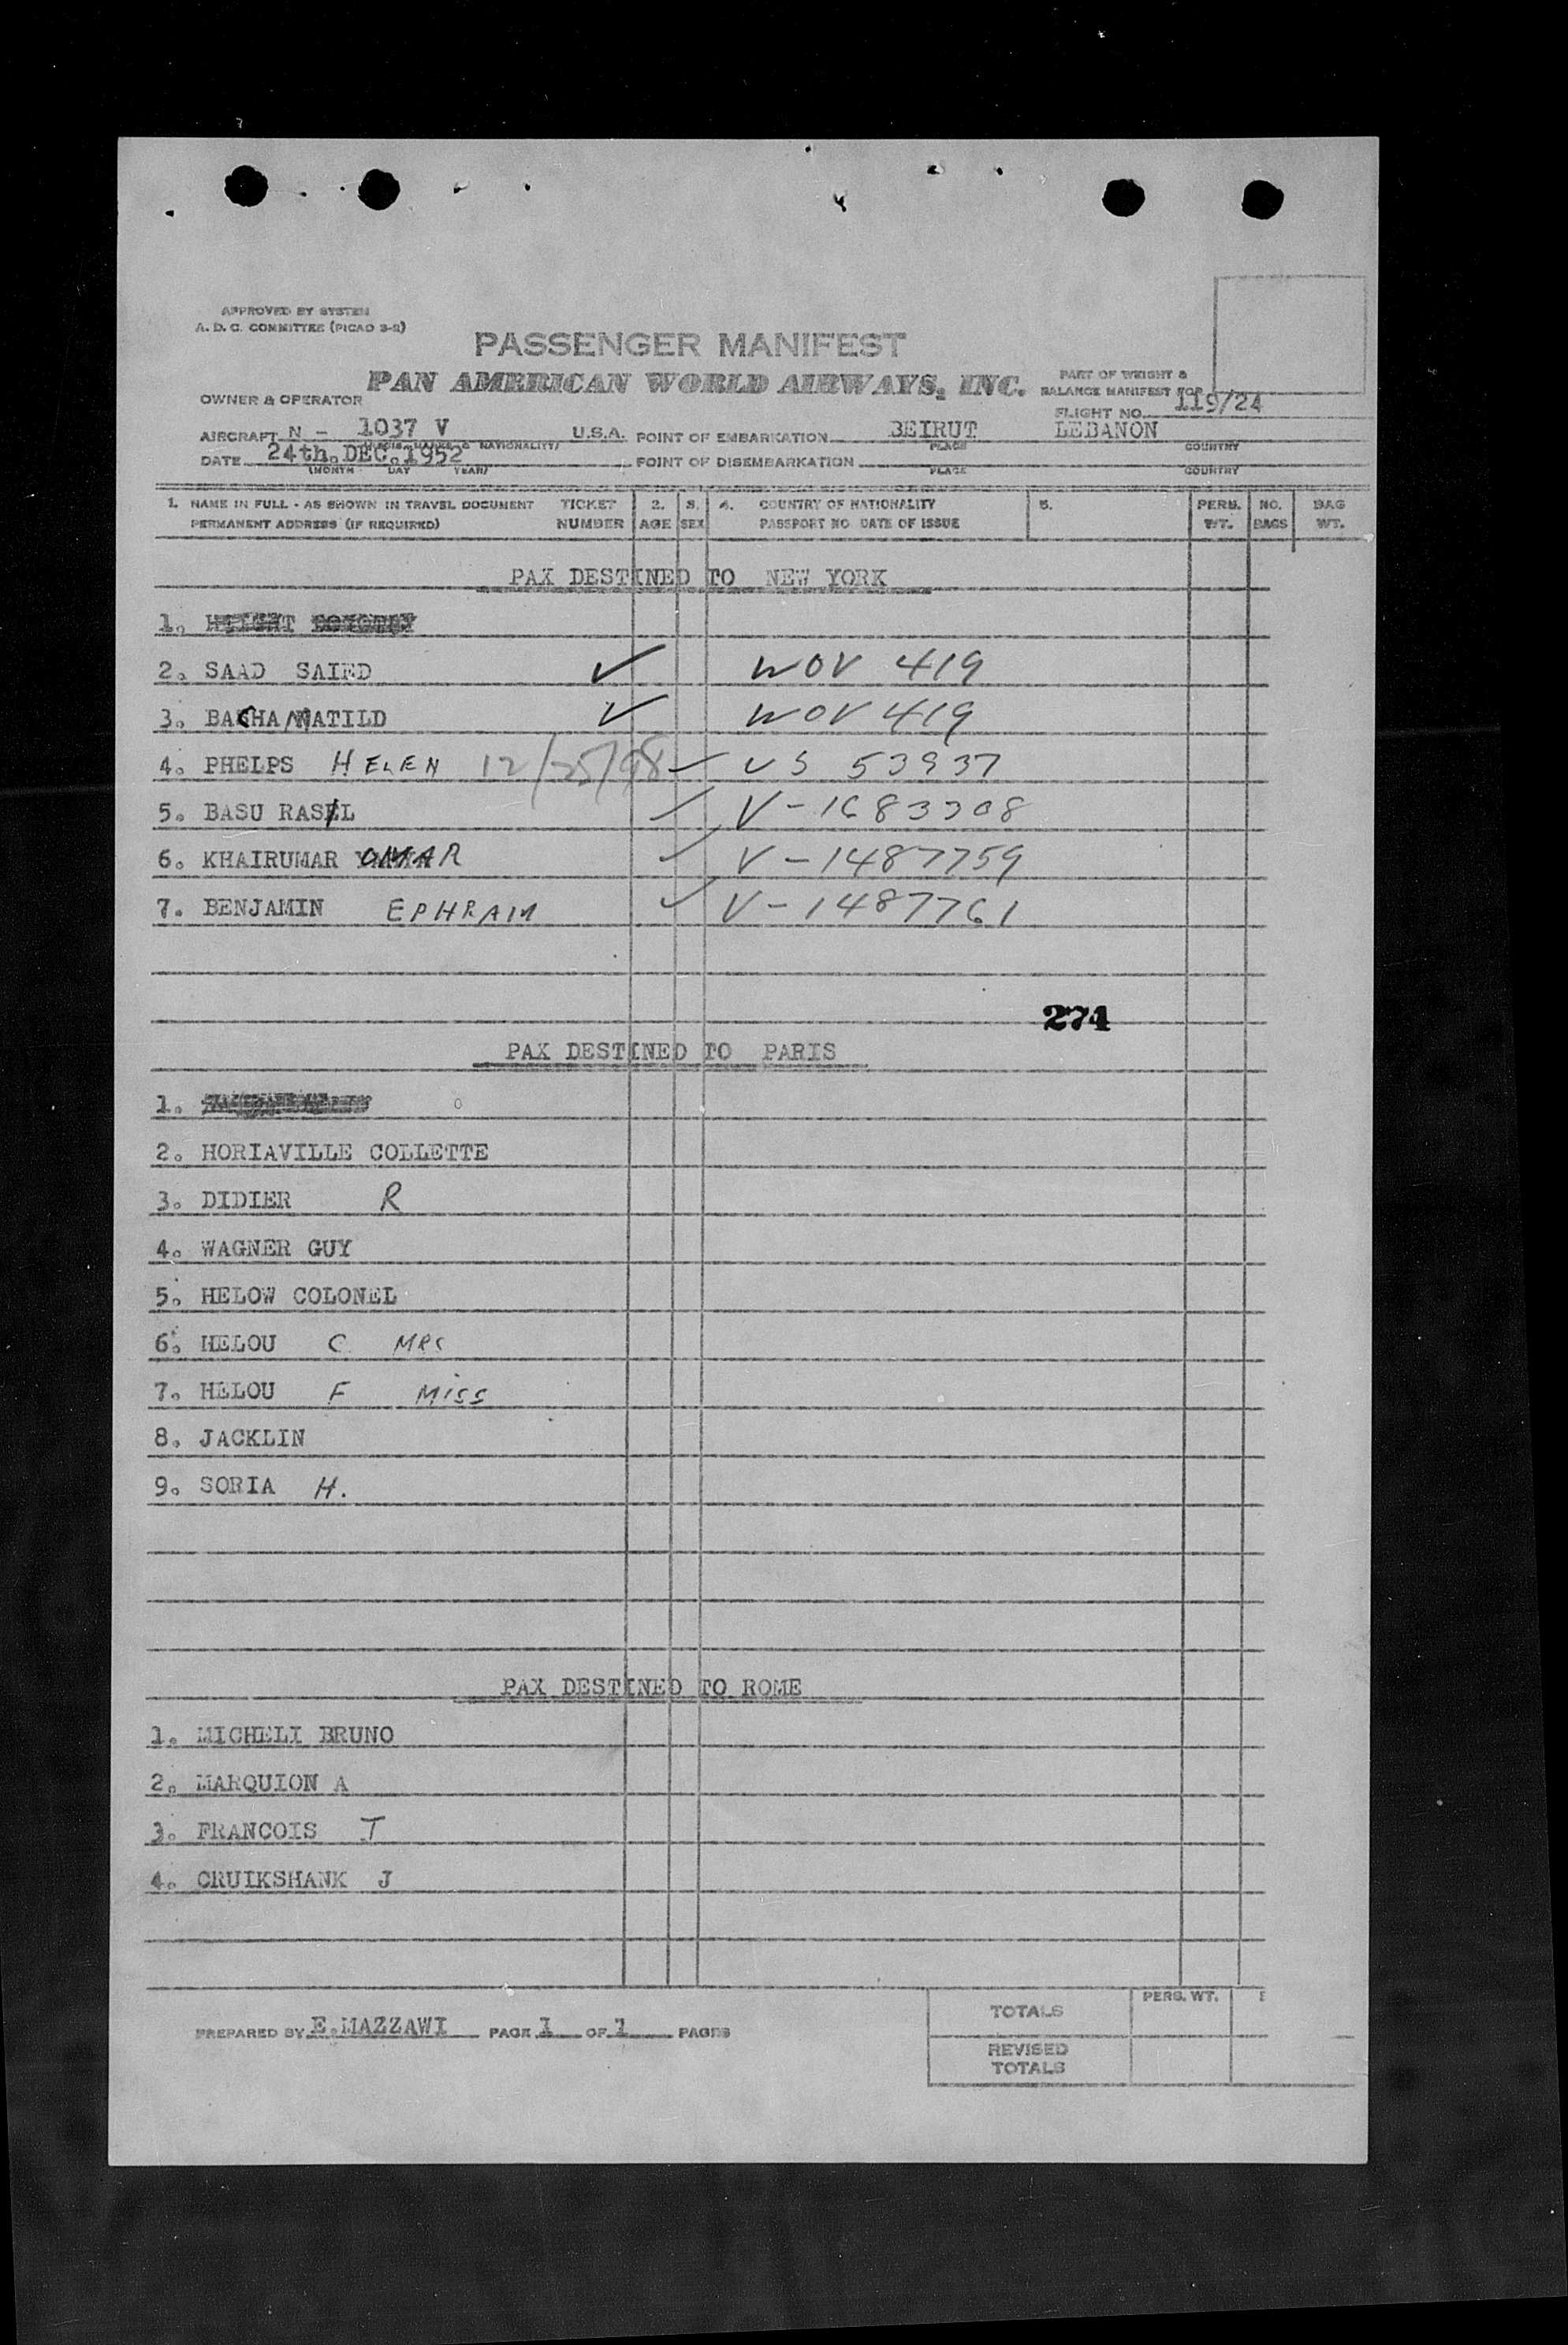 APPROVED BY SYSTEM
A. D. C. COMMITTEE (PICAO 3-2)
PASSENGER MANIFEST
PAN AMERICAN WORLD AIRWAYS, INC.
PART OF WEIGHT &
BALANCE MANIFEST FOR
OWNER & OPERATOR
FLIGHT NO. 119/24
AIRCRAFT N - 1037 V U.S.A. POINT OF EMBARKATION BEIRUT LEBANON
MARKS & NATIONALITY) PLACE COUNTRY
DATE 24th. DEC. 1952 POINT OF DISEMBARKATION
(MONTH DAY YEAR) PLACE COUNTRY
1. NAME IN FULL - AS SHOWN IN TRAVEL DOCUMENT TICKET 2. 3. 4. COUNTRY OF NATIONALITY 5. PERS. NO. BAG
PERMANENT ADDRESS (IF REQUIRED) NUMBER AGE SEX PASSPORT NO. DATE OF ISSUE WT. BAGS WT.
PAX DESTINED TO NEW YORK
1.
2. SAAD SAIED ✓ WOV 419
3. BACHA MATILD ✓ WOV 419
4. PHELPS HELEN 12/25/98 ✓ US 53937
5. BASU RASIL ✓ V-1683308
6. KHAIRUMAR OMAR ✓ V-1487759
7. BENJAMIN EPHRAIM ✓ V-1487761
274
PAX DESTINED TO PARIS
1.
2. HORIAVILLE COLLETTE
3. DIDIER R
4. WAGNER GUY
5. HELOW COLONEL
6. HELOU C MRS
7. HELOU F MISS
8. JACKLIN
9. SORIA H.
PAX DESTINED TO ROME
1. MICHELI BRUNO
2. MARQUION A
3. FRANCOIS J
4. CRUIKSHANK J
PREPARED BY E.MAZZAWI PAGE 1 OF 1 PAGES
TOTALS PERS. WT.
REVISED
TOTALS